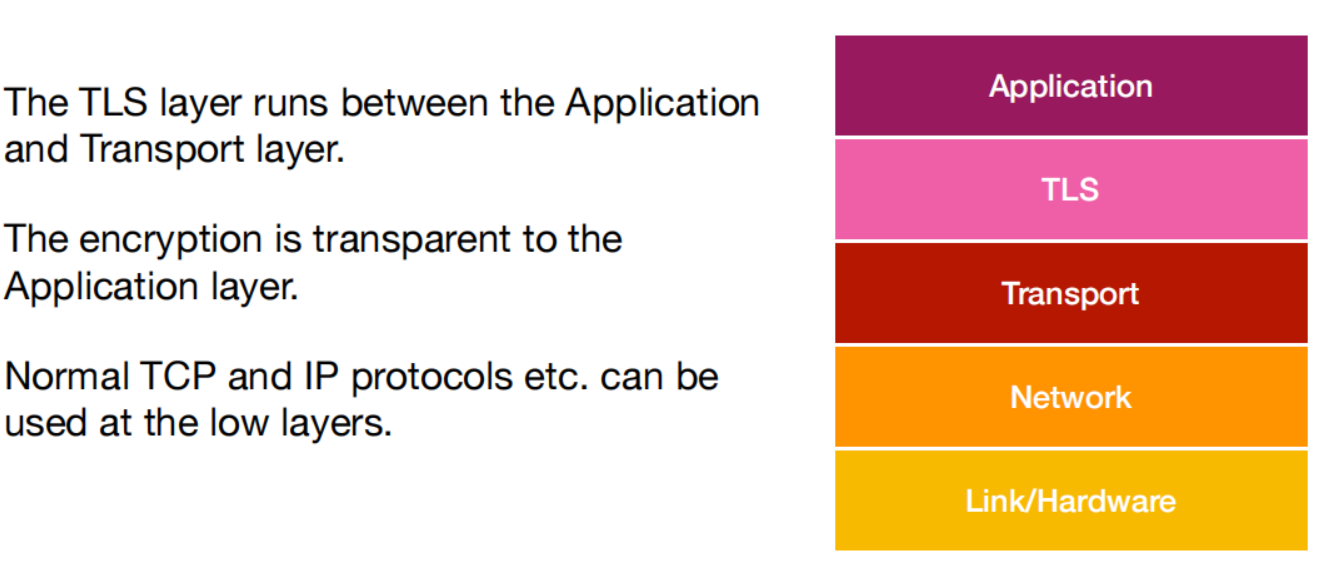 The TLS layer runs between the Application
and Transport layer.
The encryption is transparent to the
Application layer.
Normal TCP and IP protocols etc. can be
used at the low layers.
Application
TLS
Transport
Network
Link/Hardware